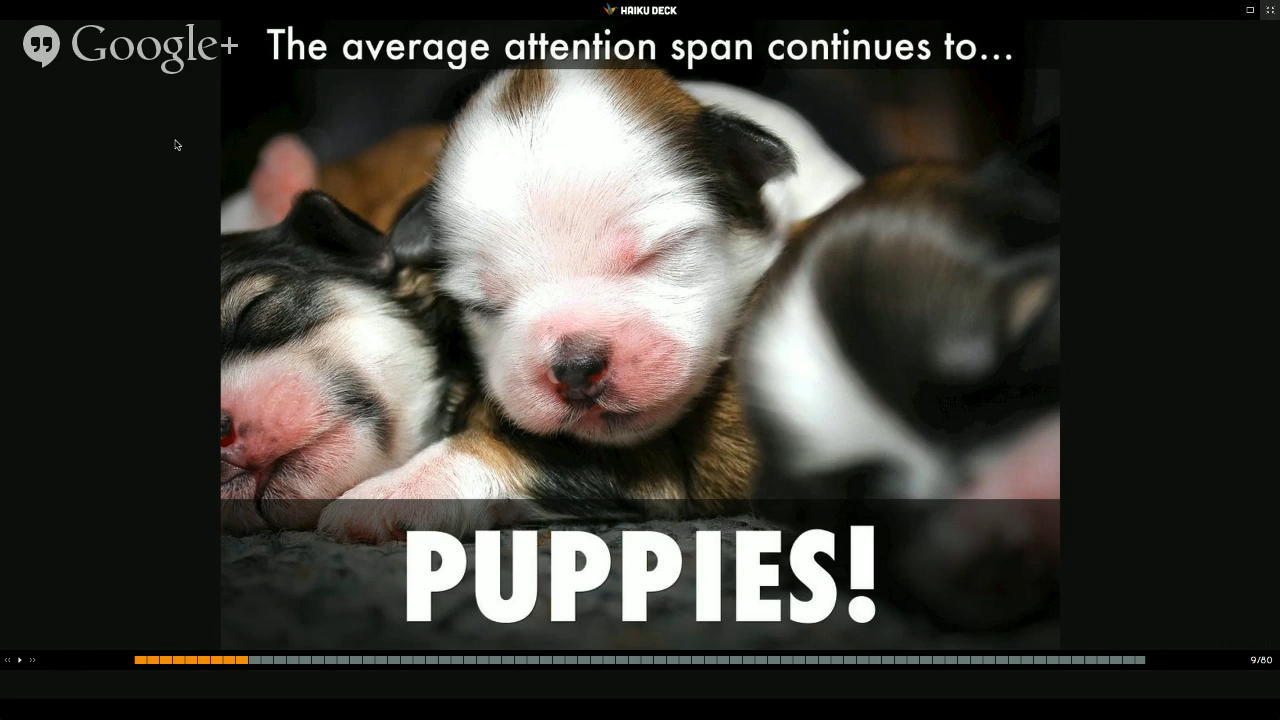 HAIKU DECK
Google+
The average attention span continues to...
PUPPIES!
9/80